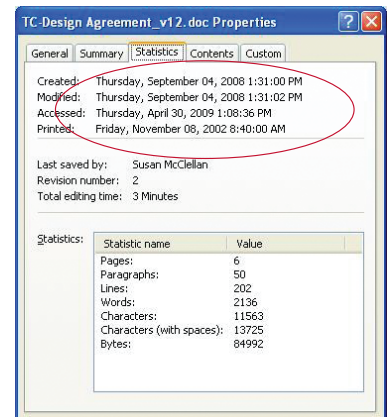 TC-Design Agreement_v12.doc Properties
General Summary Statistics Contents Custom
Created: Thursday, September 04, 2008 1:31:00 PM
Modified: Thursday, September 04, 2008 1:31:02 PM
Accessed: Thursday, April 30, 2009 1:08:36 PM
Printed: Friday, November 08, 2002 8:40:00 AM
Last saved by: Susan McClellan
Revision number: 2
Total editing time: 3 Minutes
Statistics: Statistic name Value
Pages: 6
Paragraphs: 50
Lines: 202
Words: 2136
Characters: 11563
Characters (with spaces): 13725
Bytes: 84992